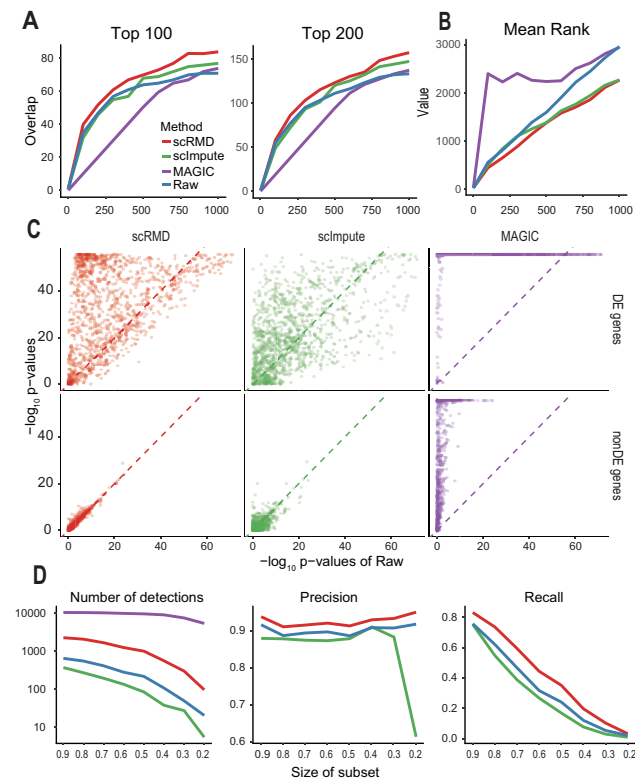 A
Top 100
Top 200
Overlap
80
60
40
20
0
150
100
50
0
Method
scRMD
scImpute
MAGIC
Raw
0 250 500 750 1000
0 250 500 750 1000
B
Mean Rank
Value
3000
2000
1000
0
0 250 500 750 1000
C
scRMD
scImpute
MAGIC
−log10 p−values
40
20
0
40
20
0
DE genes
nonDE genes
0 20 40 60
0 20 40 60
0 20 40 60
−log10 p−values of Raw
D
Number of detections
Precision
Recall
10000
1000
100
10
0.9
0.8
0.7
0.6
0.8
0.6
0.4
0.2
0.0
0.9 0.8 0.7 0.6 0.5 0.4 0.3 0.2
0.9 0.8 0.7 0.6 0.5 0.4 0.3 0.2
0.9 0.8 0.7 0.6 0.5 0.4 0.3 0.2
Size of subset